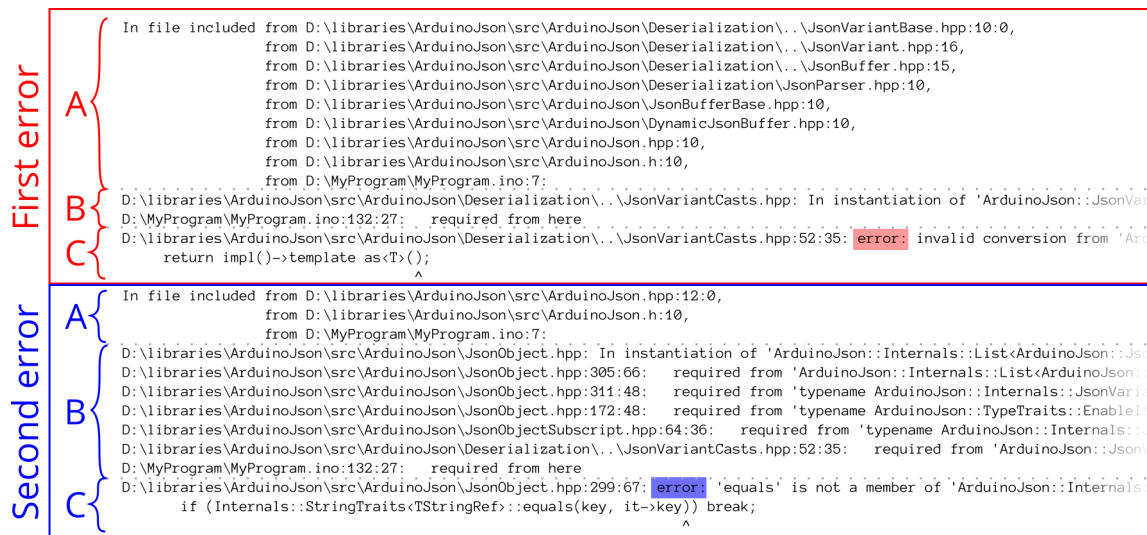 First error
A
In file included from D:\libraries\ArduinoJson\src\ArduinoJson\Deserialization\..\JsonVariantBase.hpp:10:0,
from D:\libraries\ArduinoJson\src\ArduinoJson\Deserialization\..\JsonVariant.hpp:16,
from D:\libraries\ArduinoJson\src\ArduinoJson\Deserialization\..\JsonBuffer.hpp:15,
from D:\libraries\ArduinoJson\src\ArduinoJson\Deserialization\JsonParser.hpp:10,
from D:\libraries\ArduinoJson\src\ArduinoJson\JsonBufferBase.hpp:10,
from D:\libraries\ArduinoJson\src\ArduinoJson\DynamicJsonBuffer.hpp:10,
from D:\libraries\ArduinoJson\src\ArduinoJson.hpp:10,
from D:\libraries\ArduinoJson\src\ArduinoJson.h:10,
from D:\MyProgram\MyProgram.ino:7:
B
D:\libraries\ArduinoJson\src\ArduinoJson\Deserialization\..\JsonVariantCasts.hpp: In instantiation of 'ArduinoJson::JsonVar
D:\MyProgram\MyProgram.ino:132:27:   required from here
C
D:\libraries\ArduinoJson\src\ArduinoJson\Deserialization\..\JsonVariantCasts.hpp:52:35: error: invalid conversion from 'Ard
return impl()->template as<T>();
^
Second error
A
In file included from D:\libraries\ArduinoJson\src\ArduinoJson.hpp:12:0,
from D:\libraries\ArduinoJson\src\ArduinoJson.h:10,
from D:\MyProgram\MyProgram.ino:7:
B
D:\libraries\ArduinoJson\src\ArduinoJson\JsonObject.hpp: In instantiation of 'ArduinoJson::Internals::List<ArduinoJson::Js
D:\libraries\ArduinoJson\src\ArduinoJson\JsonObject.hpp:305:66:   required from 'ArduinoJson::Internals::List<ArduinoJson::
D:\libraries\ArduinoJson\src\ArduinoJson\JsonObject.hpp:311:48:   required from 'typename ArduinoJson::Internals::JsonVari
D:\libraries\ArduinoJson\src\ArduinoJson\JsonObject.hpp:172:48:   required from 'typename ArduinoJson::TypeTraits::EnableI
D:\libraries\ArduinoJson\src\ArduinoJson\JsonObjectSubscript.hpp:64:36:   required from 'typename ArduinoJson::Internals::
D:\libraries\ArduinoJson\src\ArduinoJson\JsonVariantCasts.hpp:52:35:   required from 'ArduinoJson::Json
D:\MyProgram\MyProgram.ino:132:27:   required from here
C
D:\libraries\ArduinoJson\src\ArduinoJson\JsonObject.hpp:299:67: error: 'equals' is not a member of 'ArduinoJson::Internals
if (Internals::StringTraits<TStringRef>::equals(key, it->key)) break;
^